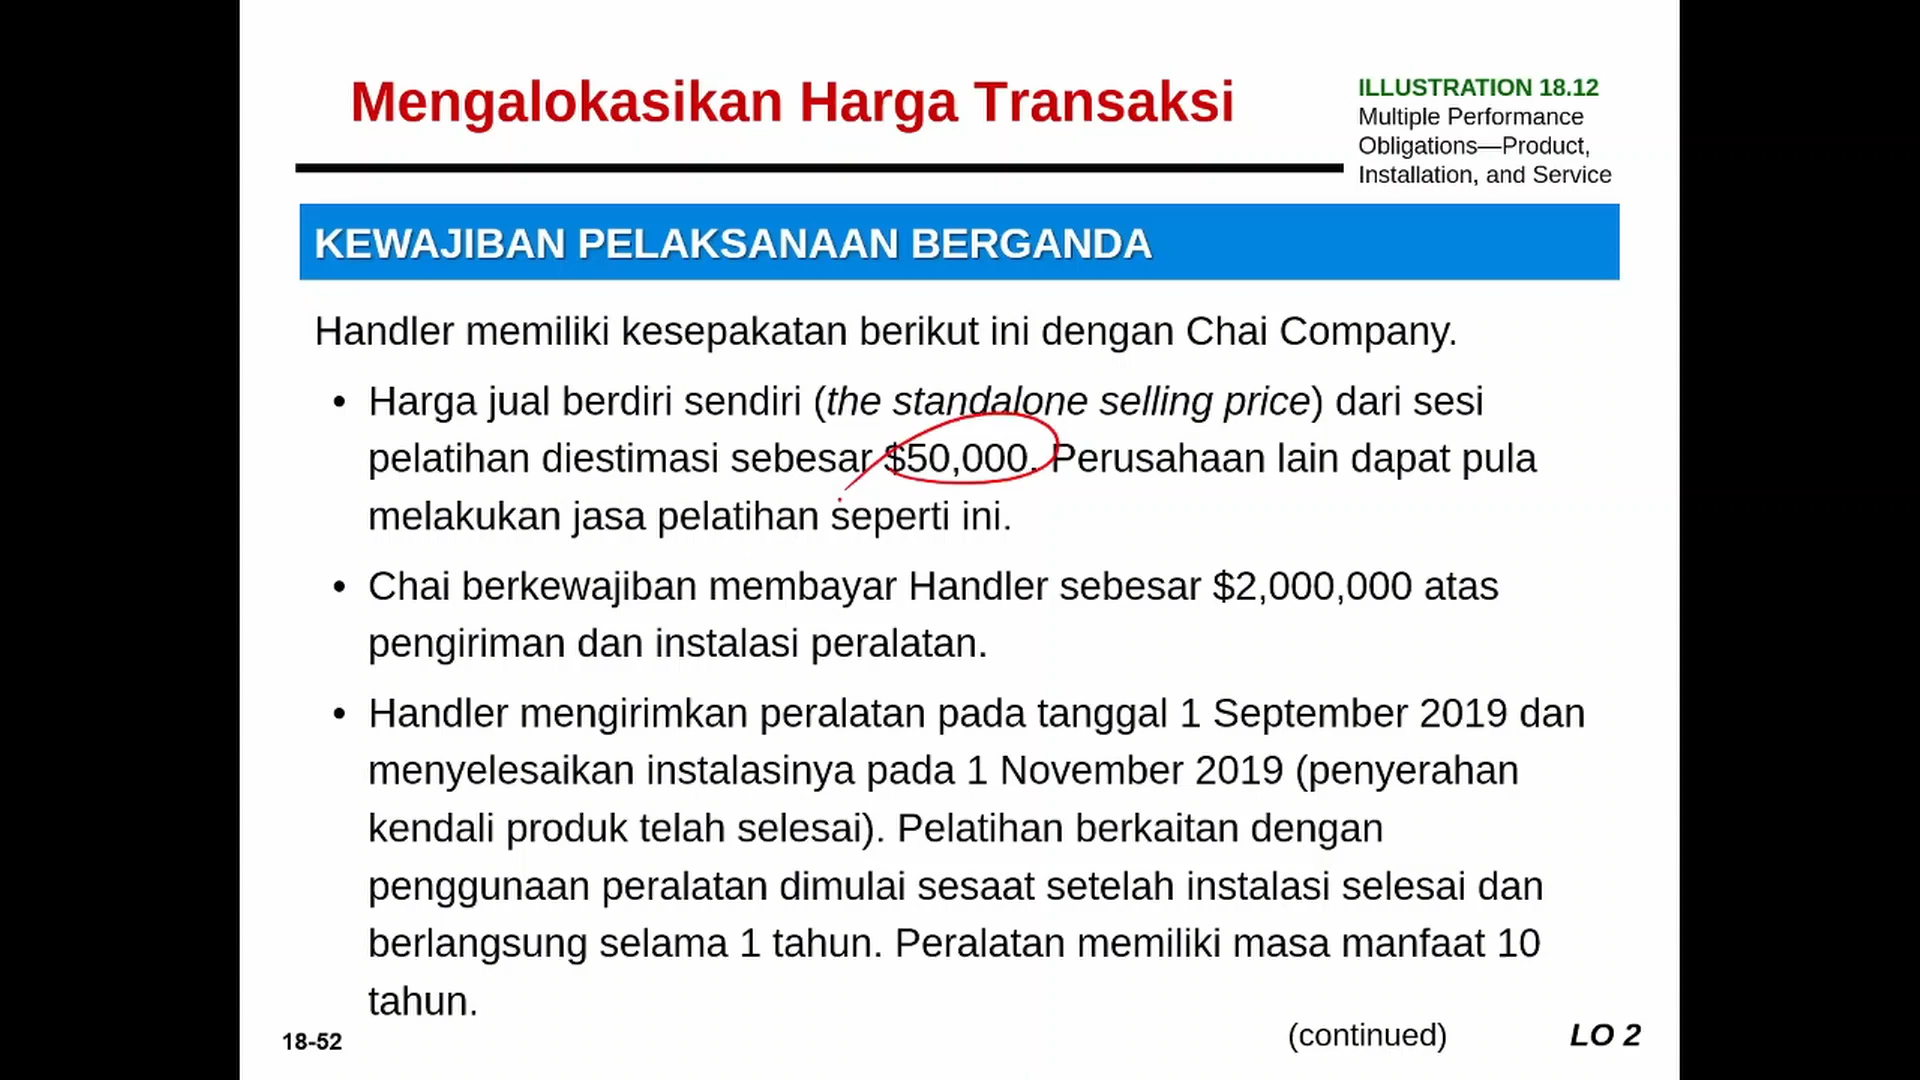 Mengalokasikan Harga Transaksi
ILLUSTRATION 18.12
Multiple Performance
Obligations—Product,
Installation, and Service
KEWAJIBAN PELAKSANAAN BERGANDA
Handler memiliki kesepakatan berikut ini dengan Chai Company.
• Harga jual berdiri sendiri (the standalone selling price) dari sesi
pelatihan diestimasi sebesar $50,000. Perusahaan lain dapat pula
melakukan jasa pelatihan seperti ini.
• Chai berkewajiban membayar Handler sebesar $2,000,000 atas
pengiriman dan instalasi peralatan.
• Handler mengirimkan peralatan pada tanggal 1 September 2019 dan
menyelesaikan instalasinya pada 1 November 2019 (penyerahan
kendali produk telah selesai). Pelatihan berkaitan dengan
penggunaan peralatan dimulai sesaat setelah instalasi selesai dan
berlangsung selama 1 tahun. Peralatan memiliki masa manfaat 10
tahun.
18-52
(continued)
LO 2